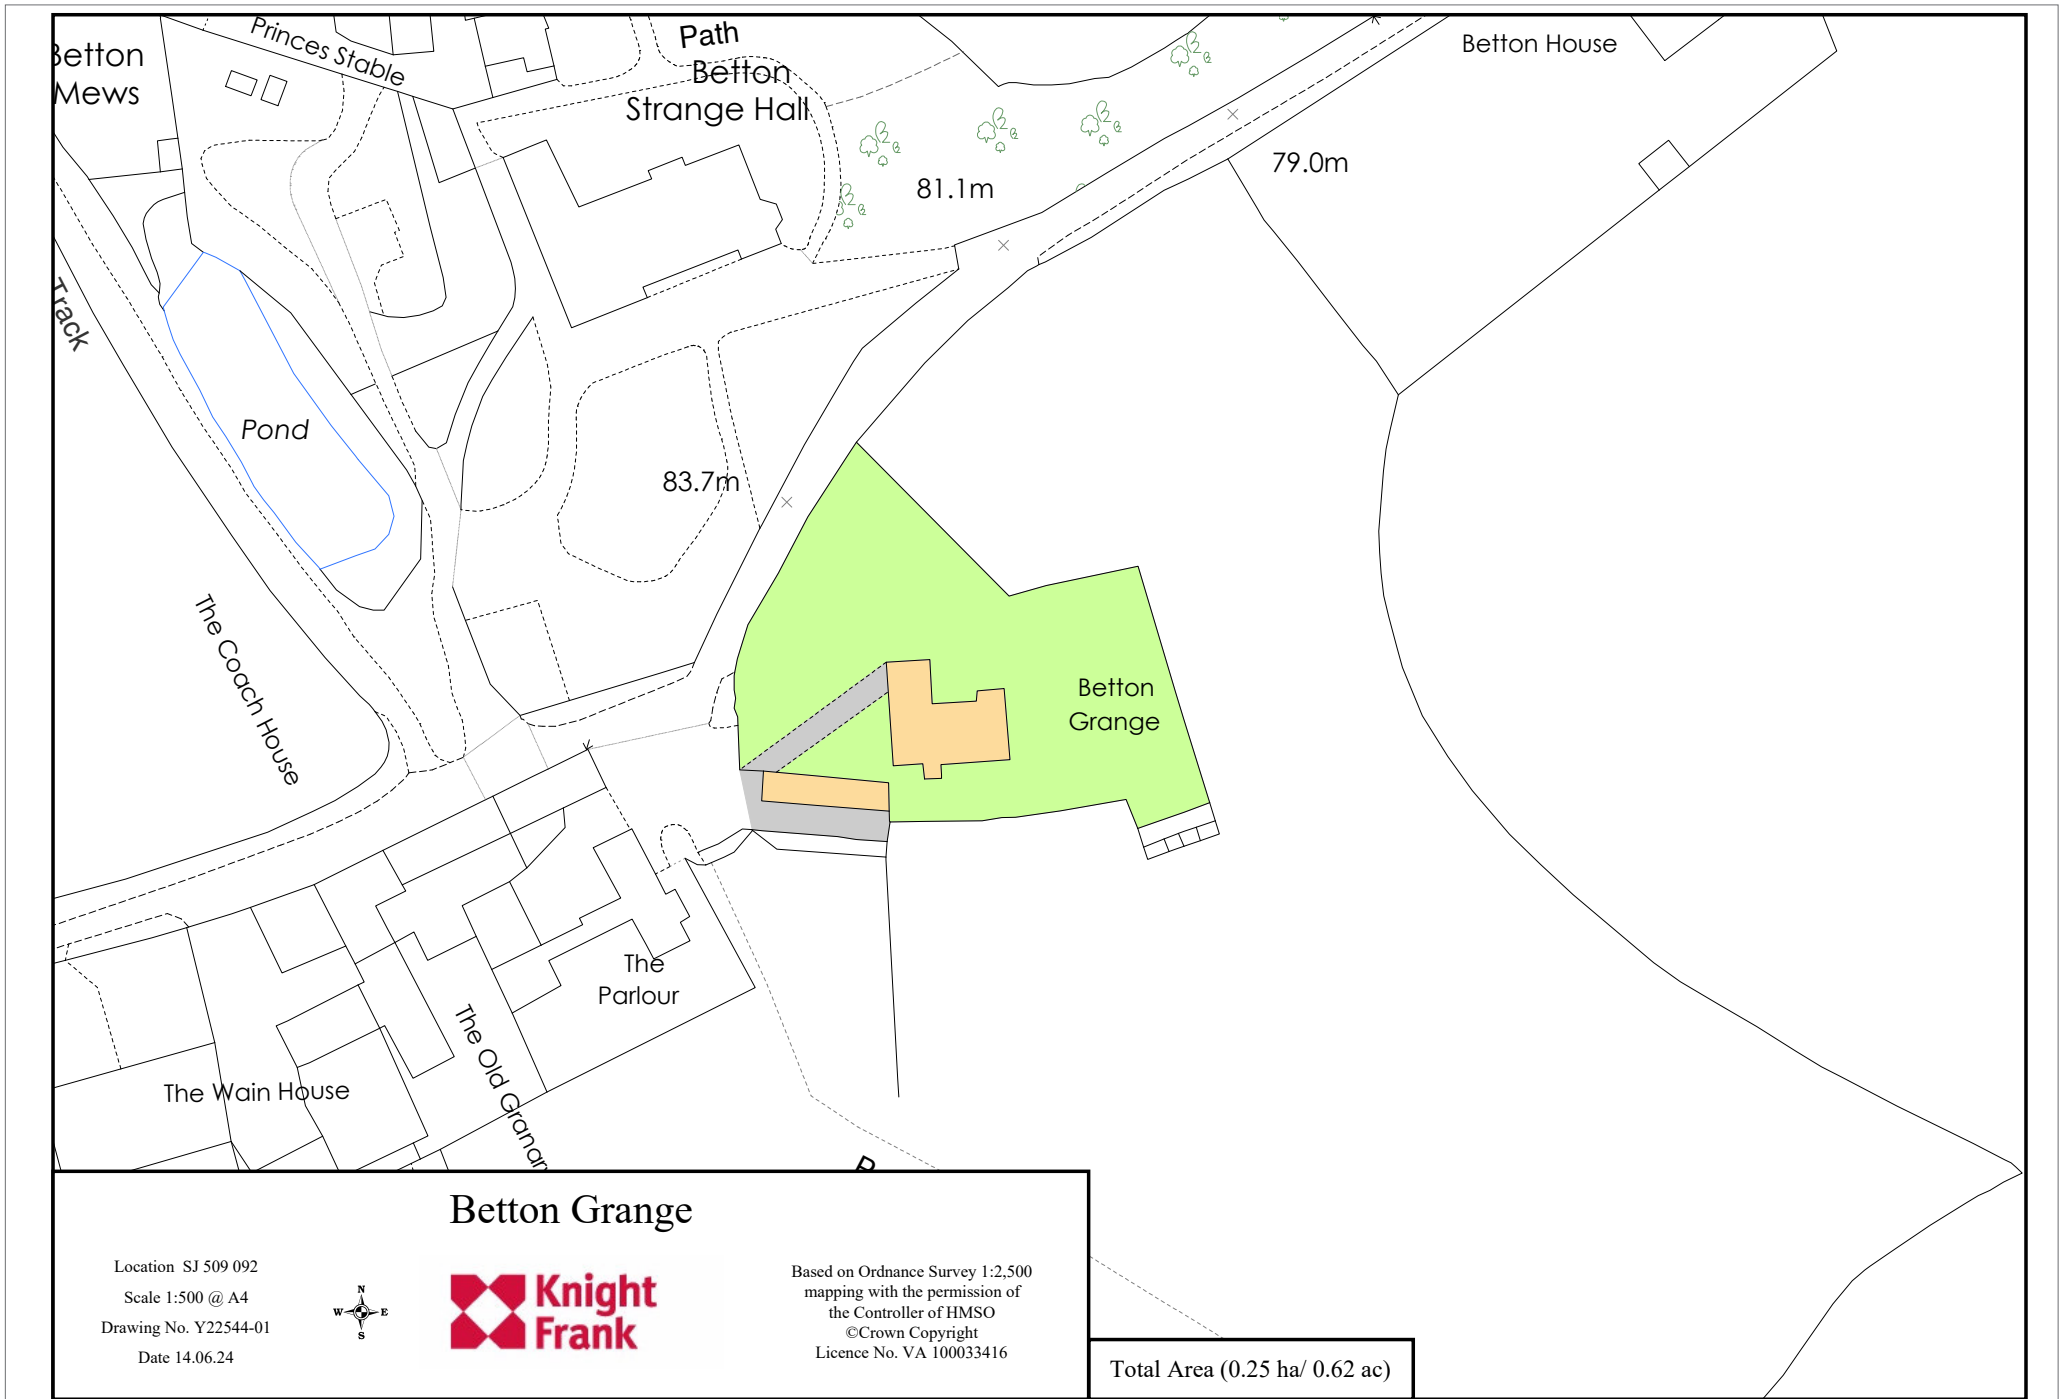 Princes Stable
Path
Betton House
Betton
Mews
Betton
Strange Hall
79.0m
81.1m
Track
Pond
83.7m
The Coach House
Betton
Grange
The
Parlour
The Old Granar
The Wain House
Betton Grange
Location SJ 509 092
Scale 1:500 @ A4
Drawing No. Y22544-01
Date 14.06.24
N
W E
S
Knight
Frank
Based on Ordnance Survey 1:2,500
mapping with the permission of
the Controller of HMSO
©Crown Copyright
Licence No. VA 100033416
Total Area (0.25 ha/ 0.62 ac)